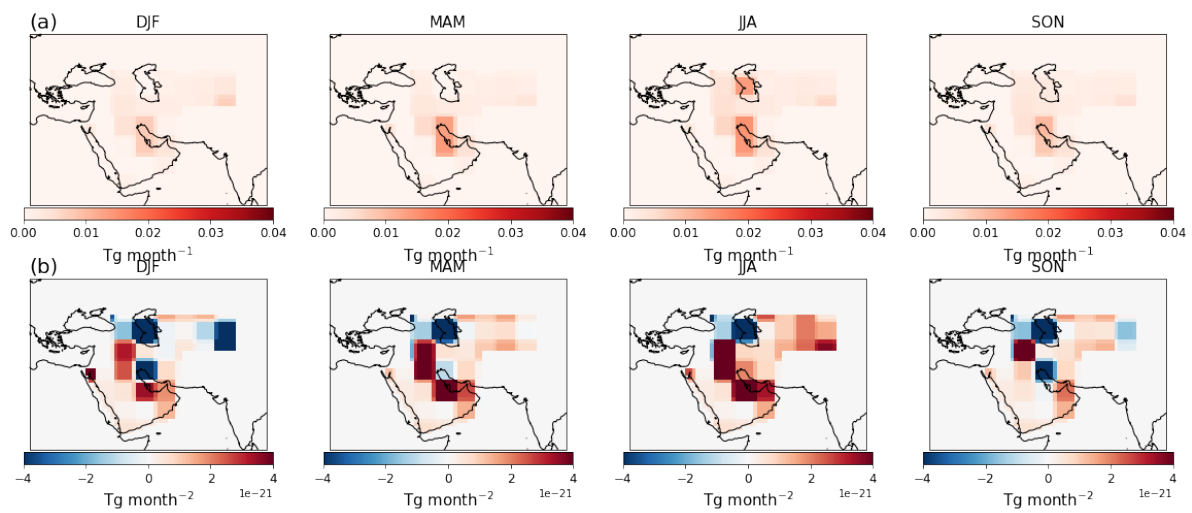 (a) DJF MAM JJA SON
0.00 0.01 0.02 0.03 0.04 0.00 0.01 0.02 0.03 0.04 0.00 0.01 0.02 0.03 0.04 0.00 0.01 0.02 0.03 0.04
Tg month⁻¹ Tg month⁻¹ Tg month⁻¹ Tg month⁻¹
(b) DJF MAM JJA SON
−4 −2 0 2 4 −4 −2 0 2 4 −4 −2 0 2 4 −4 −2 0 2 4
1e−21 1e−21 1e−21 1e−21
Tg month⁻² Tg month⁻² Tg month⁻² Tg month⁻²